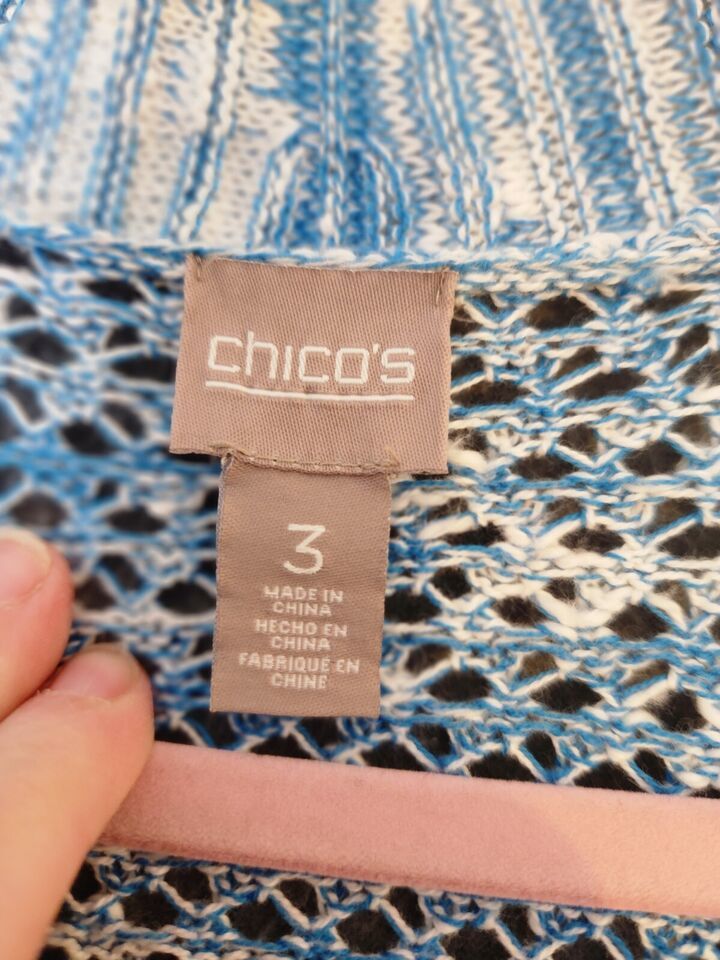 chico's
3
MADE IN
CHINA
HECHO EN
CHINA
FABRIQUÉ EN
CHINE